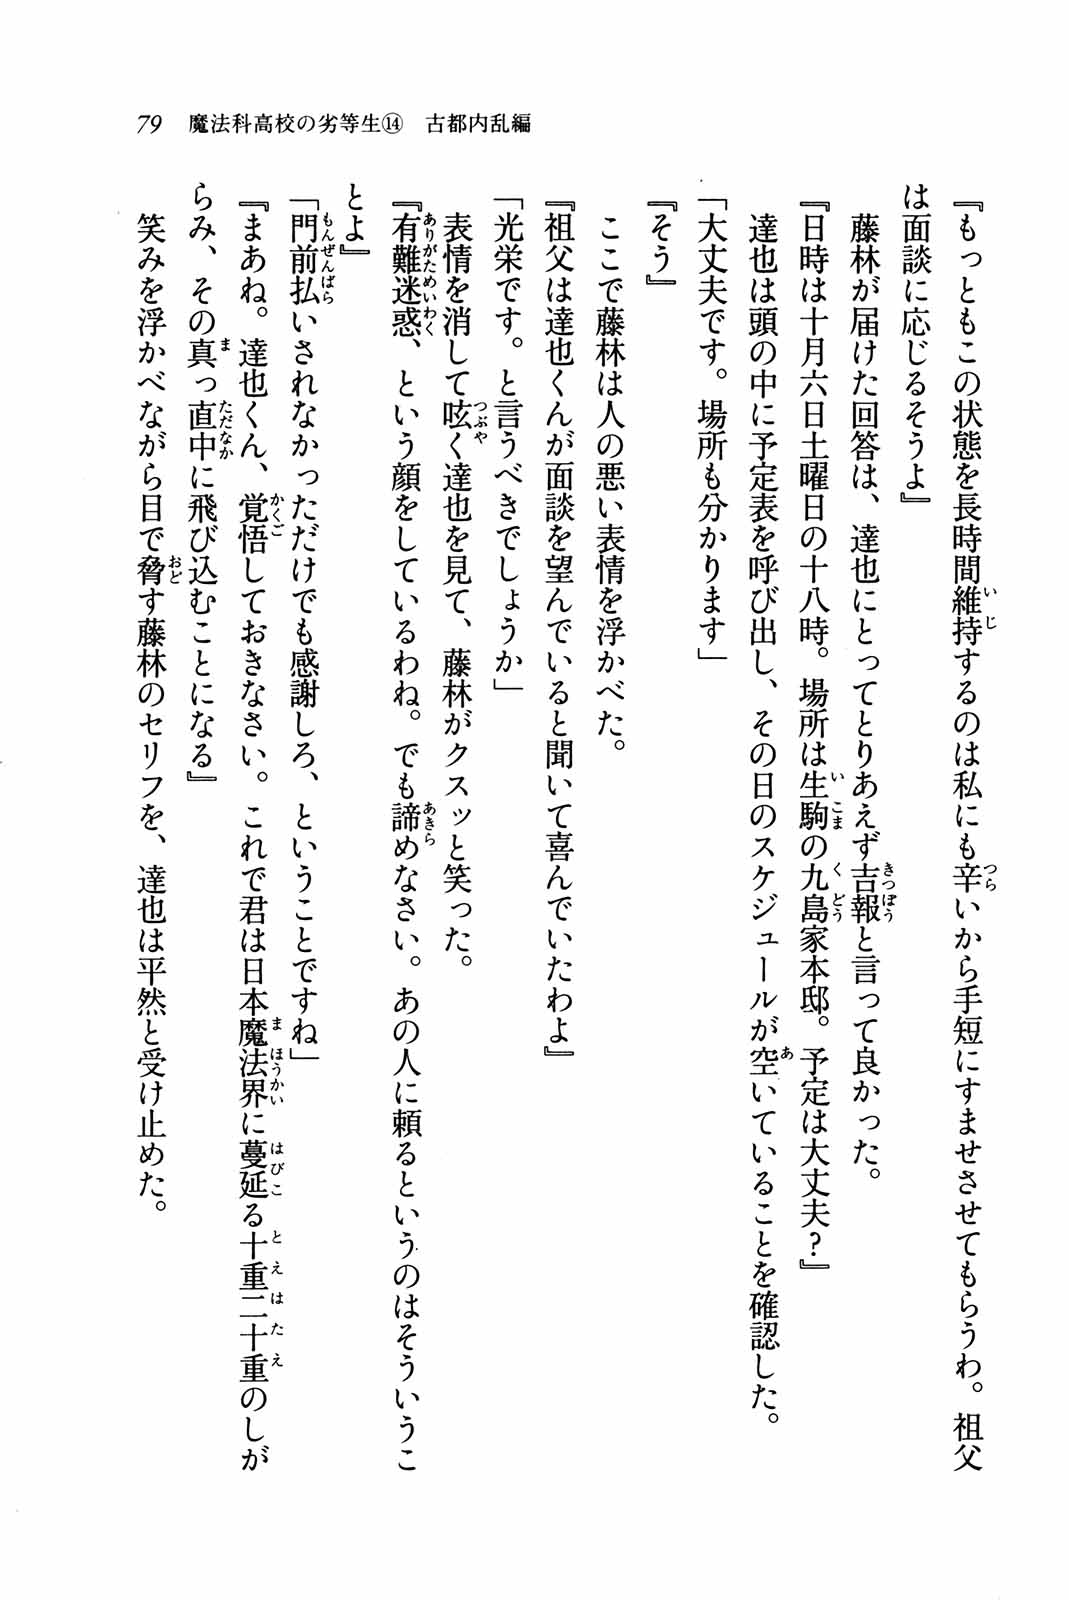 79 魔法科高校の劣等生⑭ 古都内乱編
『もっともこの状態を長時間維持するのは私にも辛いから手短にすませさせてもらうわ。祖父
は面談に応じるそうよ』
藤林が届けた回答は、達也にとってとりあえず吉報と言って良かった。
『日時は十月六日土曜日の十八時。場所は生駒の九島家本邸。予定は大丈夫？』
達也は頭の中に予定表を呼び出し、その日のスケジュールが空いていることを確認した。
「大丈夫です。場所も分かります」
『そう』
ここで藤林は人の悪い表情を浮かべた。
『祖父は達也くんが面談を望んでいると聞いて喜んでいたわよ』
「光栄です。と言うべきでしょうか」
表情を消して呟く達也を見て、藤林がクスッと笑った。
『有難迷惑、という顔をしているわね。でも諦めなさい。あの人に頼るというのはそういうこ
とよ』
「門前払いされなかっただけでも感謝しろ、ということですね」
『まあね。達也くん、覚悟しておきなさい。これで君は日本魔法界に蔓延る十重二十重のしが
らみ、その真っ直中に飛び込むことになる』
笑みを浮かべながら目で脅す藤林のセリフを、達也は平然と受け止めた。